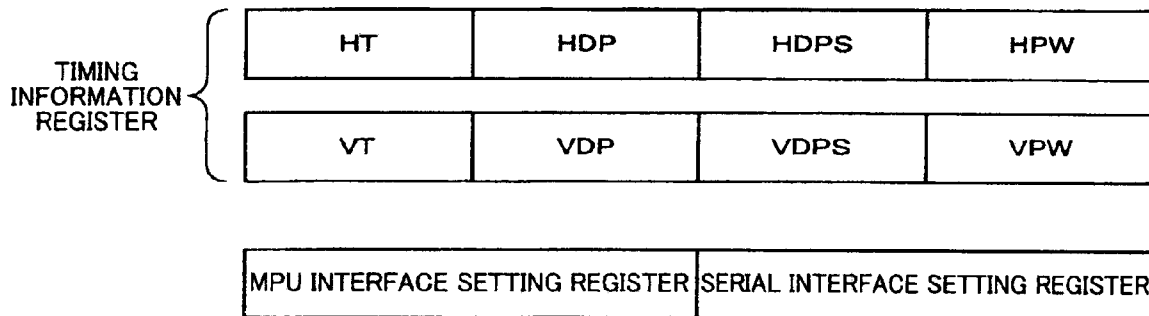 TIMING
INFORMATION
REGISTER
HT HDP HDPS HPW
VT VDP VDPS VPW
MPU INTERFACE SETTING REGISTER SERIAL INTERFACE SETTING REGISTER